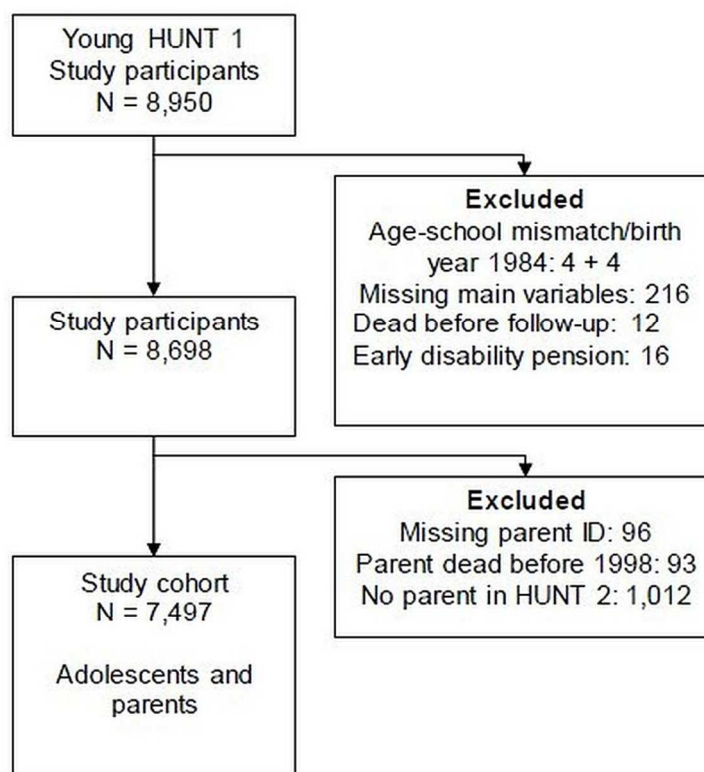 Young HUNT 1
Study participants
N = 8,950
Excluded
Age-school mismatch/birth
year 1984: 4 + 4
Missing main variables: 216
Dead before follow-up: 12
Early disability pension: 16
Study participants
N = 8,698
Excluded
Missing parent ID: 96
Parent dead before 1998: 93
No parent in HUNT 2: 1,012
Study cohort
N = 7,497
Adolescents and
parents